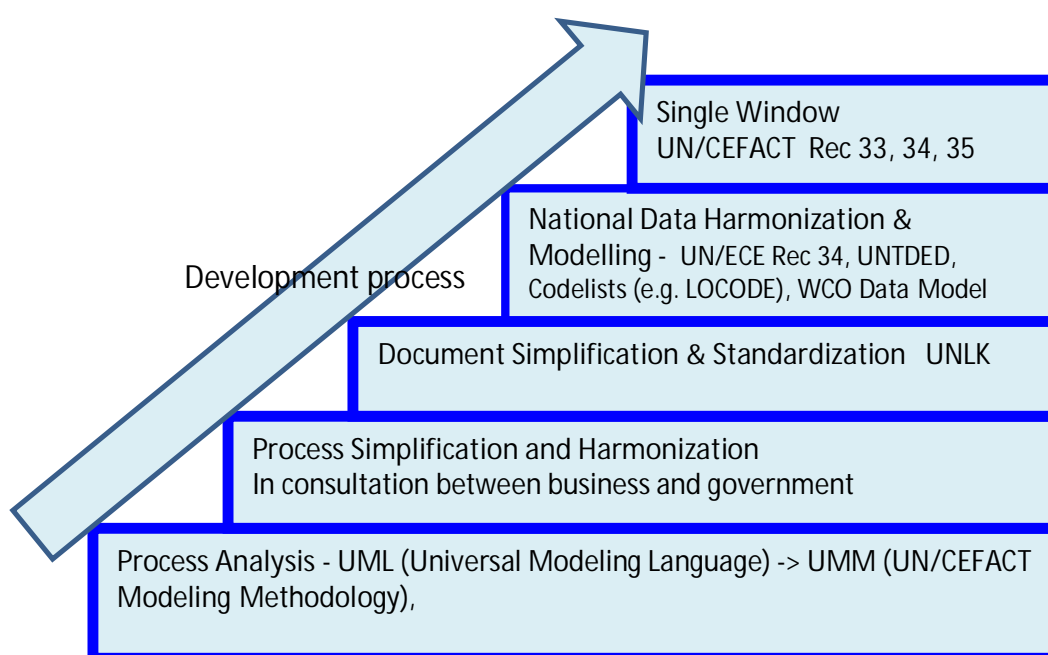 Single Window
UN/CEFACT Rec 33, 34, 35
National Data Harmonization &
Modelling - UN/ECE Rec 34, UNTDED,
Codelists (e.g. LOCODE), WCO Data Model
Development process
Document Simplification & Standardization UNLK
Process Simplification and Harmonization
In consultation between business and government
Process Analysis - UML (Universal Modeling Language) -> UMM (UN/CEFACT
Modeling Methodology),